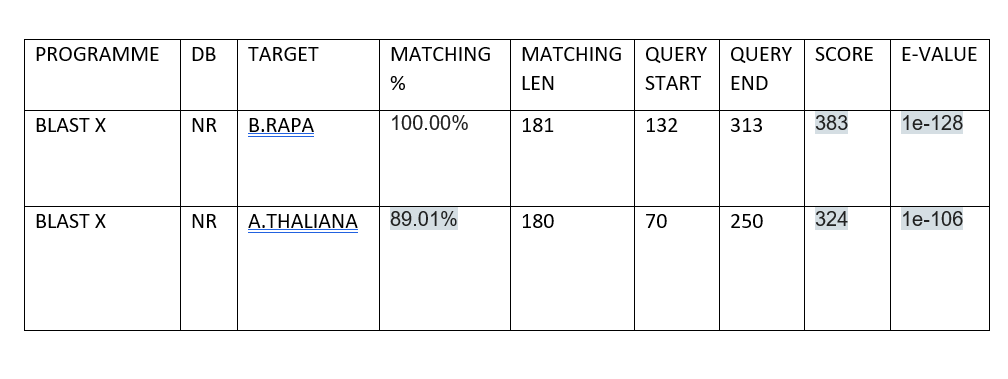 PROGRAMME DB TARGET MATCHING % MATCHING LEN QUERY START QUERY END SCORE E-VALUE
BLAST X NR B.RAPA 100.00% 181 132 313 383 1e-128
BLAST X NR A.THALIANA 89.01% 180 70 250 324 1e-106